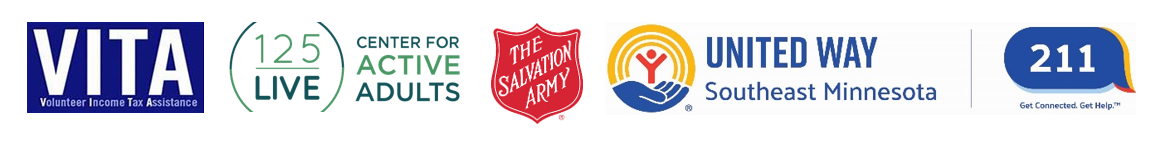 VITA
Volunteer Income Tax Assistance
125
LIVE
CENTER FOR
ACTIVE
ADULTS
THE
SALVATION
ARMY
®
UNITED WAY
Southeast Minnesota
®
211
Get Connected. Get Help.™